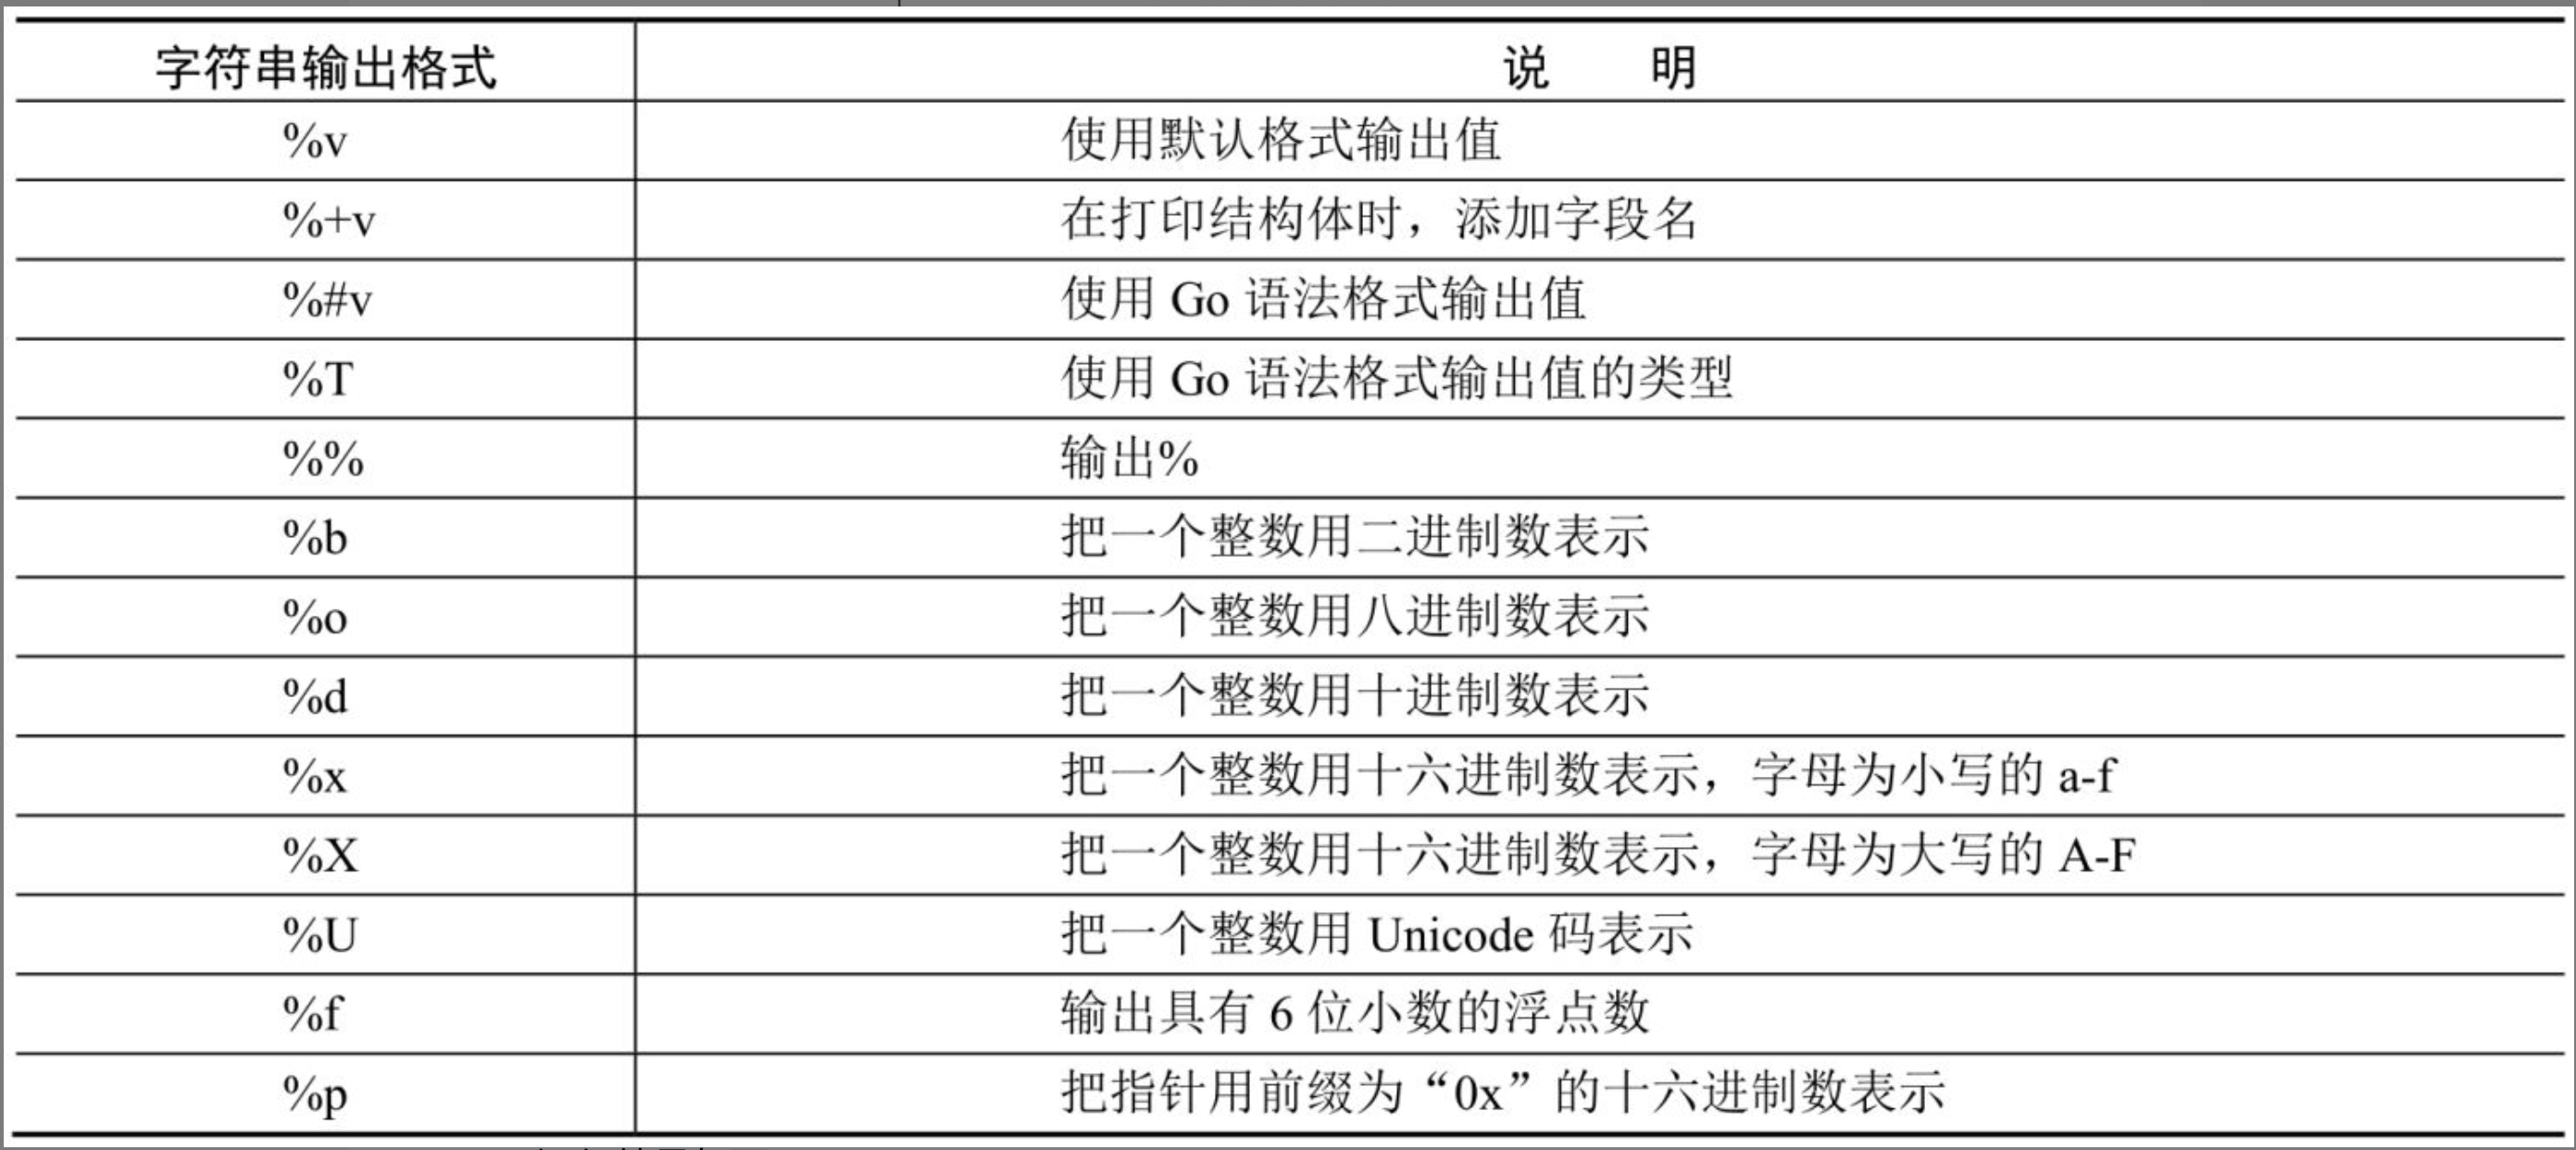 字符串输出格式 说 明
%v 使用默认格式输出值
%+v 在打印结构体时，添加字段名
%#v 使用 Go 语法格式输出值
%T 使用 Go 语法格式输出值的类型
%% 输出%
%b 把一个整数用二进制数表示
%o 把一个整数用八进制数表示
%d 把一个整数用十进制数表示
%x 把一个整数用十六进制数表示，字母为小写的 a-f
%X 把一个整数用十六进制数表示，字母为大写的 A-F
%U 把一个整数用 Unicode 码表示
%f 输出具有 6 位小数的浮点数
%p 把指针用前缀为“0x”的十六进制数表示